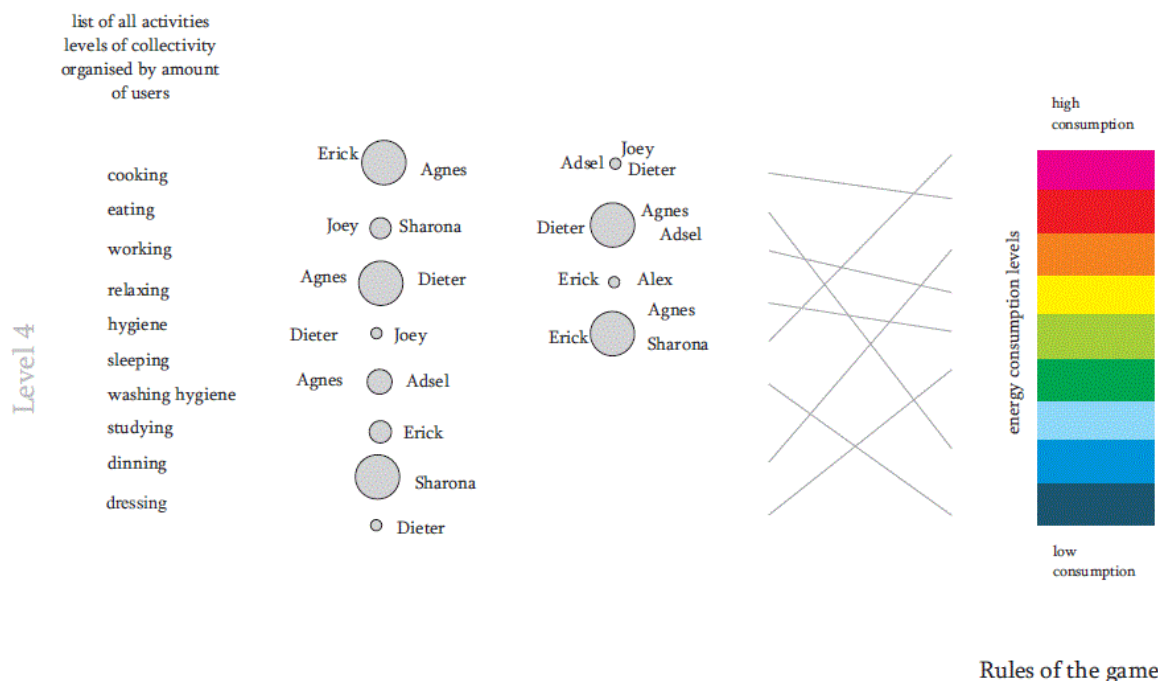 list of all activities
levels of collectivity
organised by amount
of users
Level 4
cooking
eating
working
relaxing
hygiene
sleeping
washing hygiene
studying
dinning
dressing
Erick
Agnes
Joey Sharona
Agnes Dieter
Dieter Joey
Agnes Adsel
Erick
Sharona
Dieter
Joey
Adsel Dieter
Agnes
Dieter
Adsel
Erick Alex
Agnes
Erick
Sharona
high
consumption
energy consumption levels
low
consumption
Rules of the game